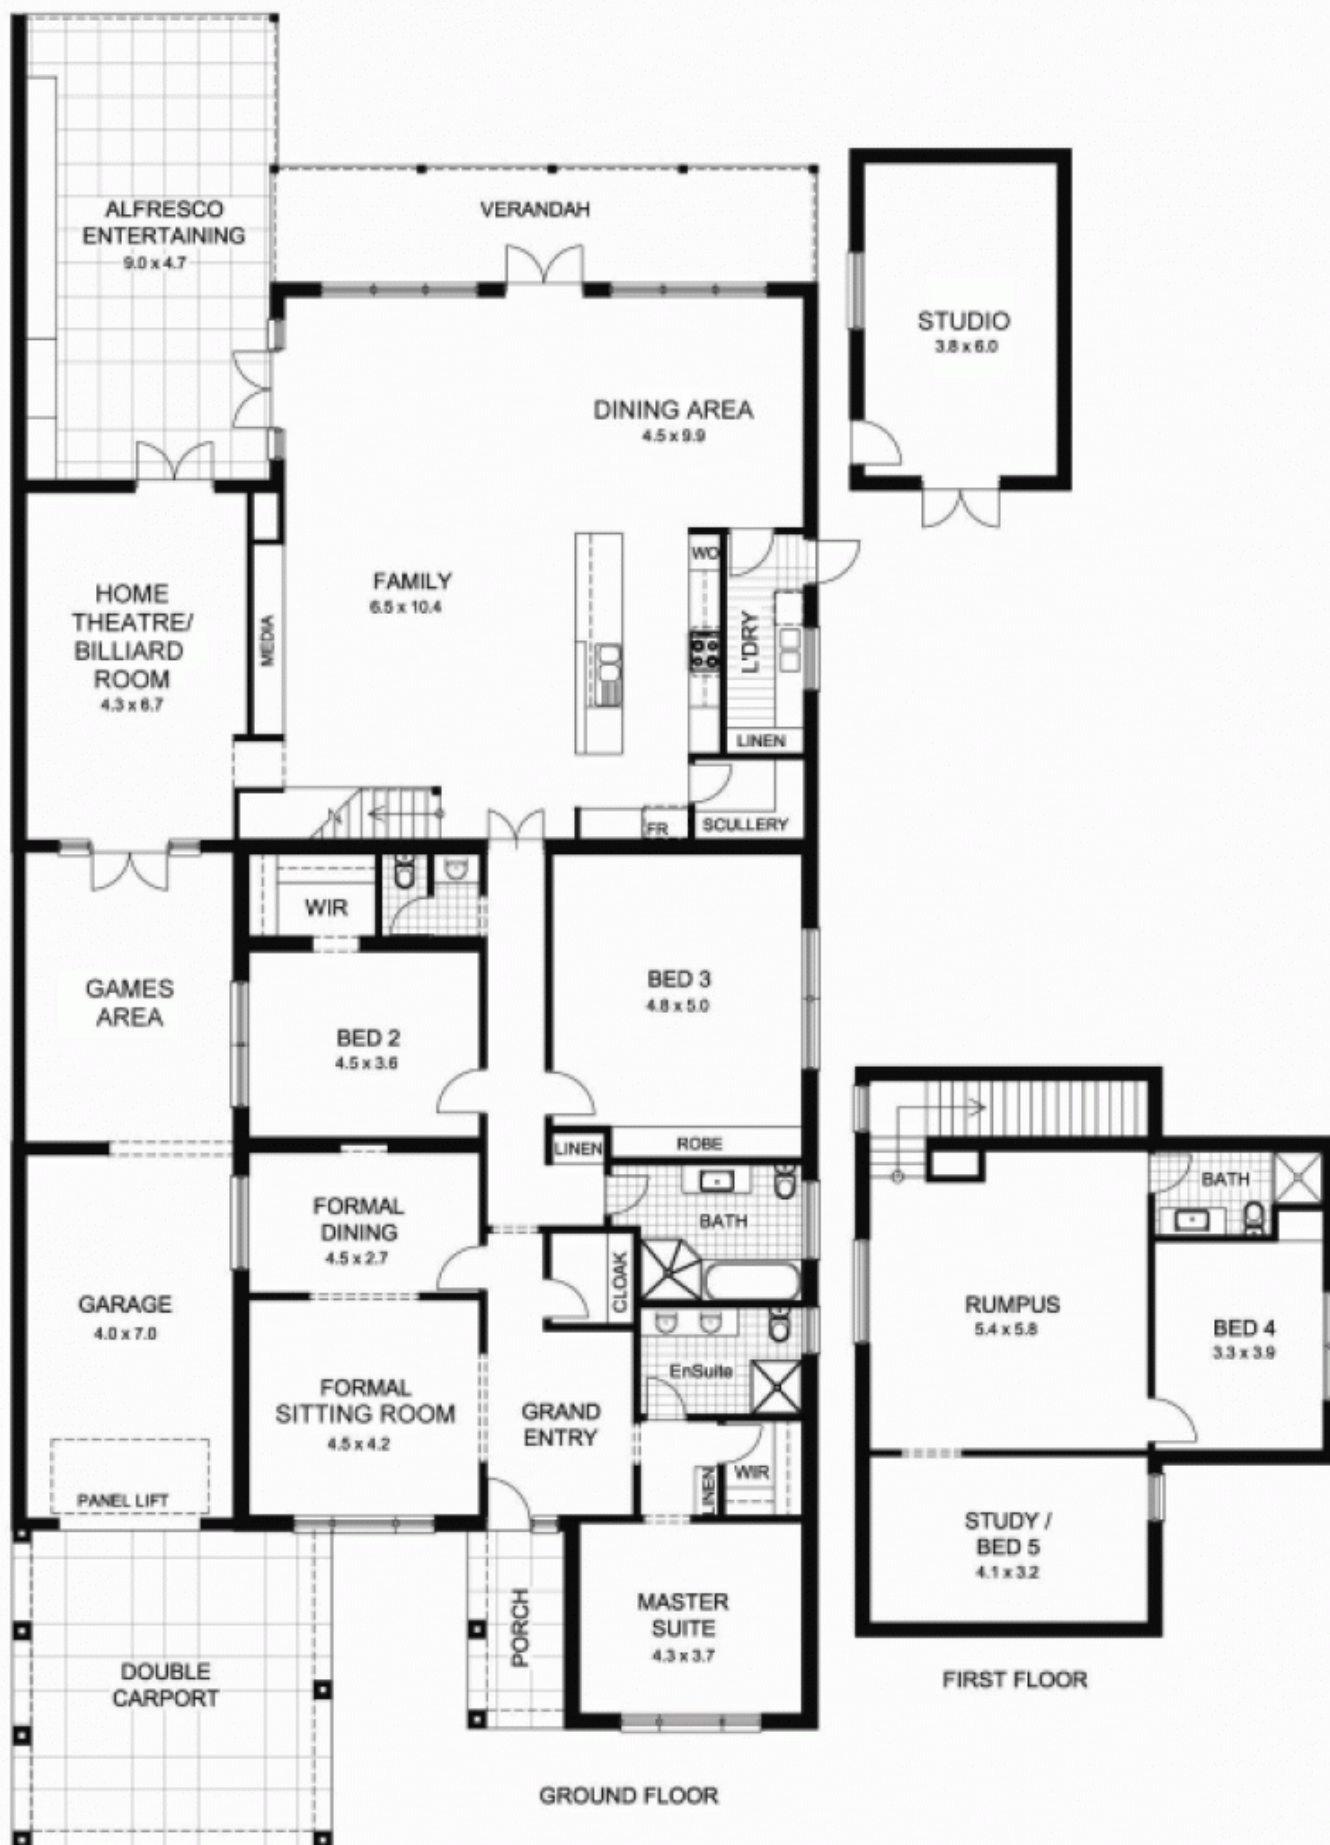 ALFRESCO
ENTERTAINING
9.0 x 4.7
VERANDAH
STUDIO
3.8 x 6.0
DINING AREA
4.5 x 9.9
HOME
THEATRE/
BILLIARD
ROOM
4.3 x 6.7
MEDIA
FAMILY
6.5 x 10.4
WO
L'DRY
LINEN
FR
SCULLERY
WIR
GAMES
AREA
BED 2
4.5 x 3.6
BED 3
4.8 x 5.0
LINEN
ROBE
BATH
FORMAL
DINING
4.5 x 2.7
CLOAK
GARAGE
4.0 x 7.0
PANEL LIFT
FORMAL
SITTING ROOM
4.5 x 4.2
GRAND
ENTRY
EnSuite
LINEN
WIR
PORCH
MASTER
SUITE
4.3 x 3.7
DOUBLE
CARPORT
GROUND FLOOR
BATH
RUMPUS
5.4 x 5.8
BED 4
3.3 x 3.9
STUDY /
BED 5
4.1 x 3.2
FIRST FLOOR